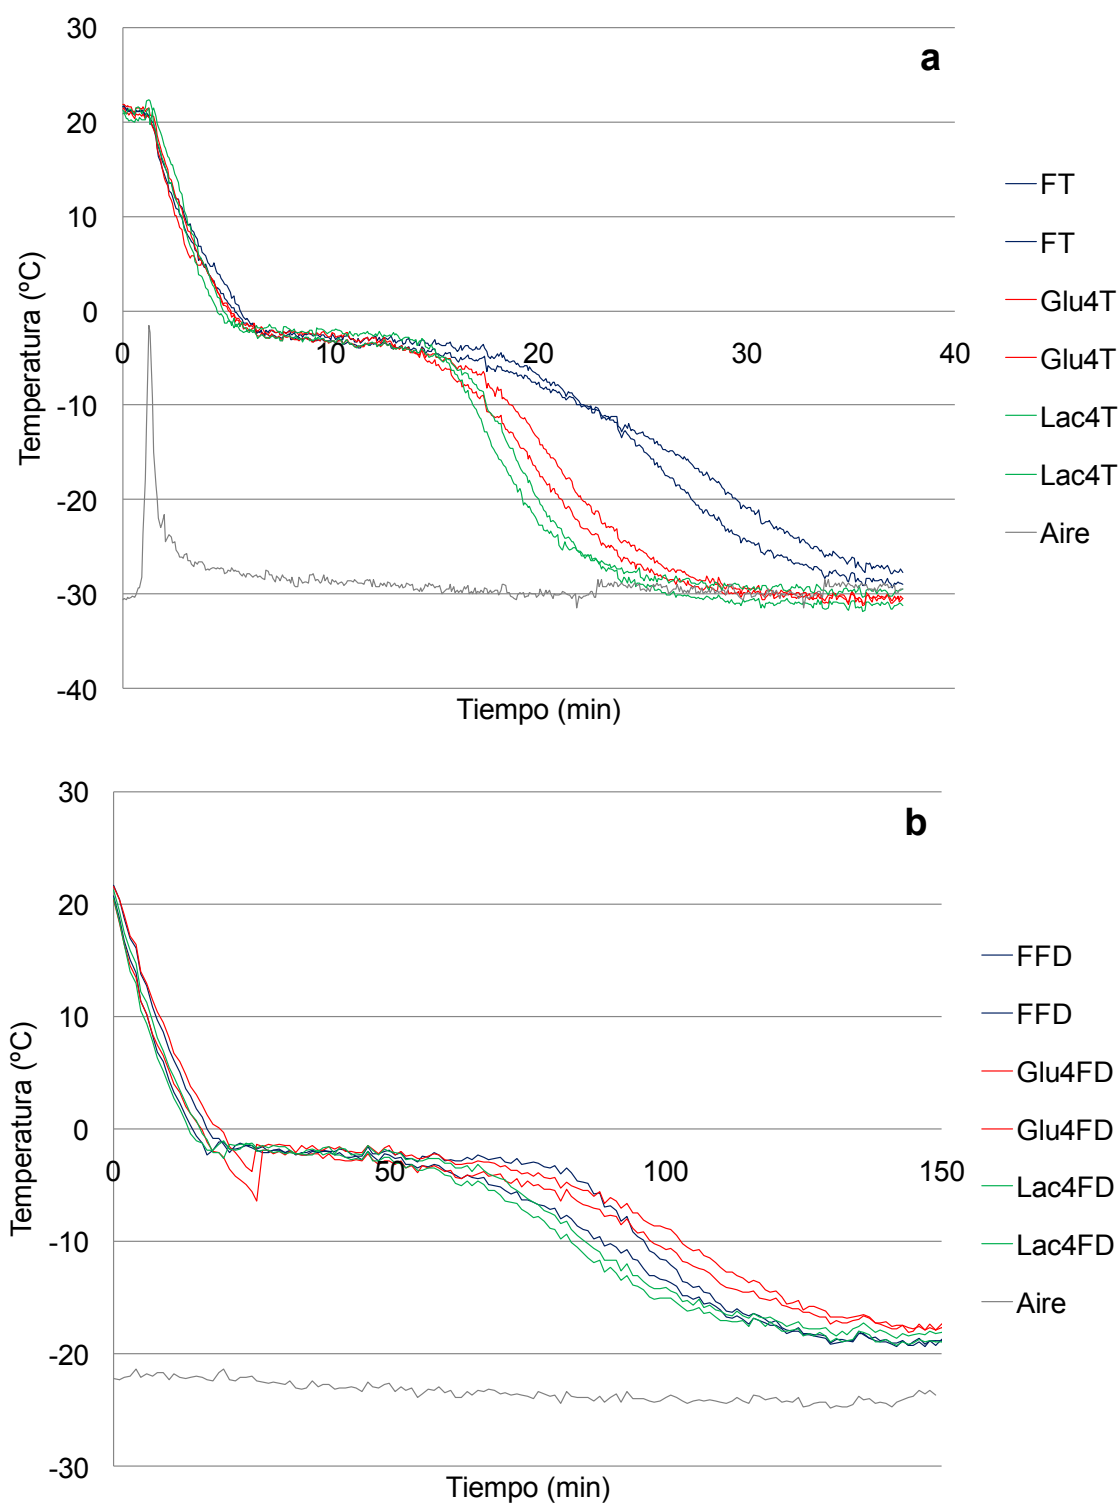 a
30
20
10
0
-10
-20
-30
-40
0
10
20
30
40
Temperatura (ºC)
Tiempo (min)
FT
FT
Glu4T
Glu4T
Lac4T
Lac4T
Aire
b
30
20
10
0
-10
-20
-30
0
50
100
150
Temperatura (ºC)
Tiempo (min)
FFD
FFD
Glu4FD
Glu4FD
Lac4FD
Lac4FD
Aire